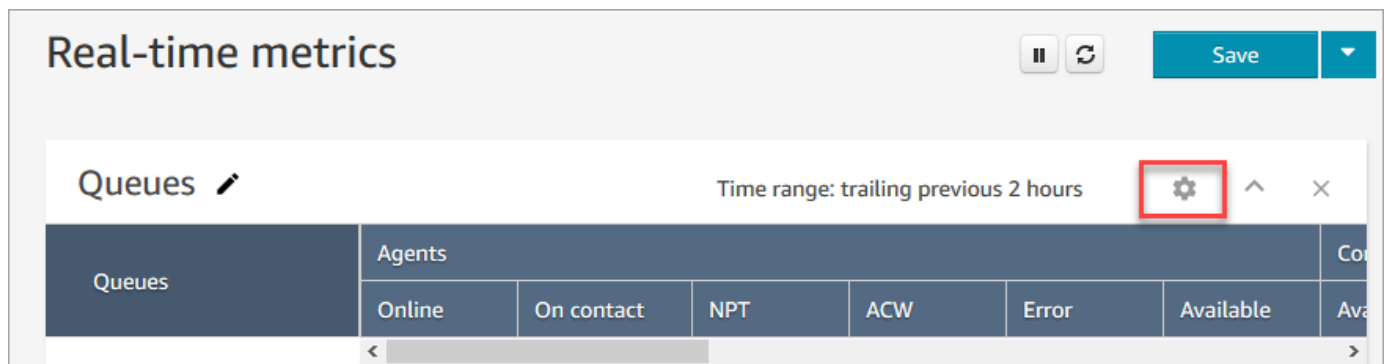 Real-time metrics
Save
Queues
Time range: trailing previous 2 hours
Queues
Agents
Online On contact NPT ACW Error Available